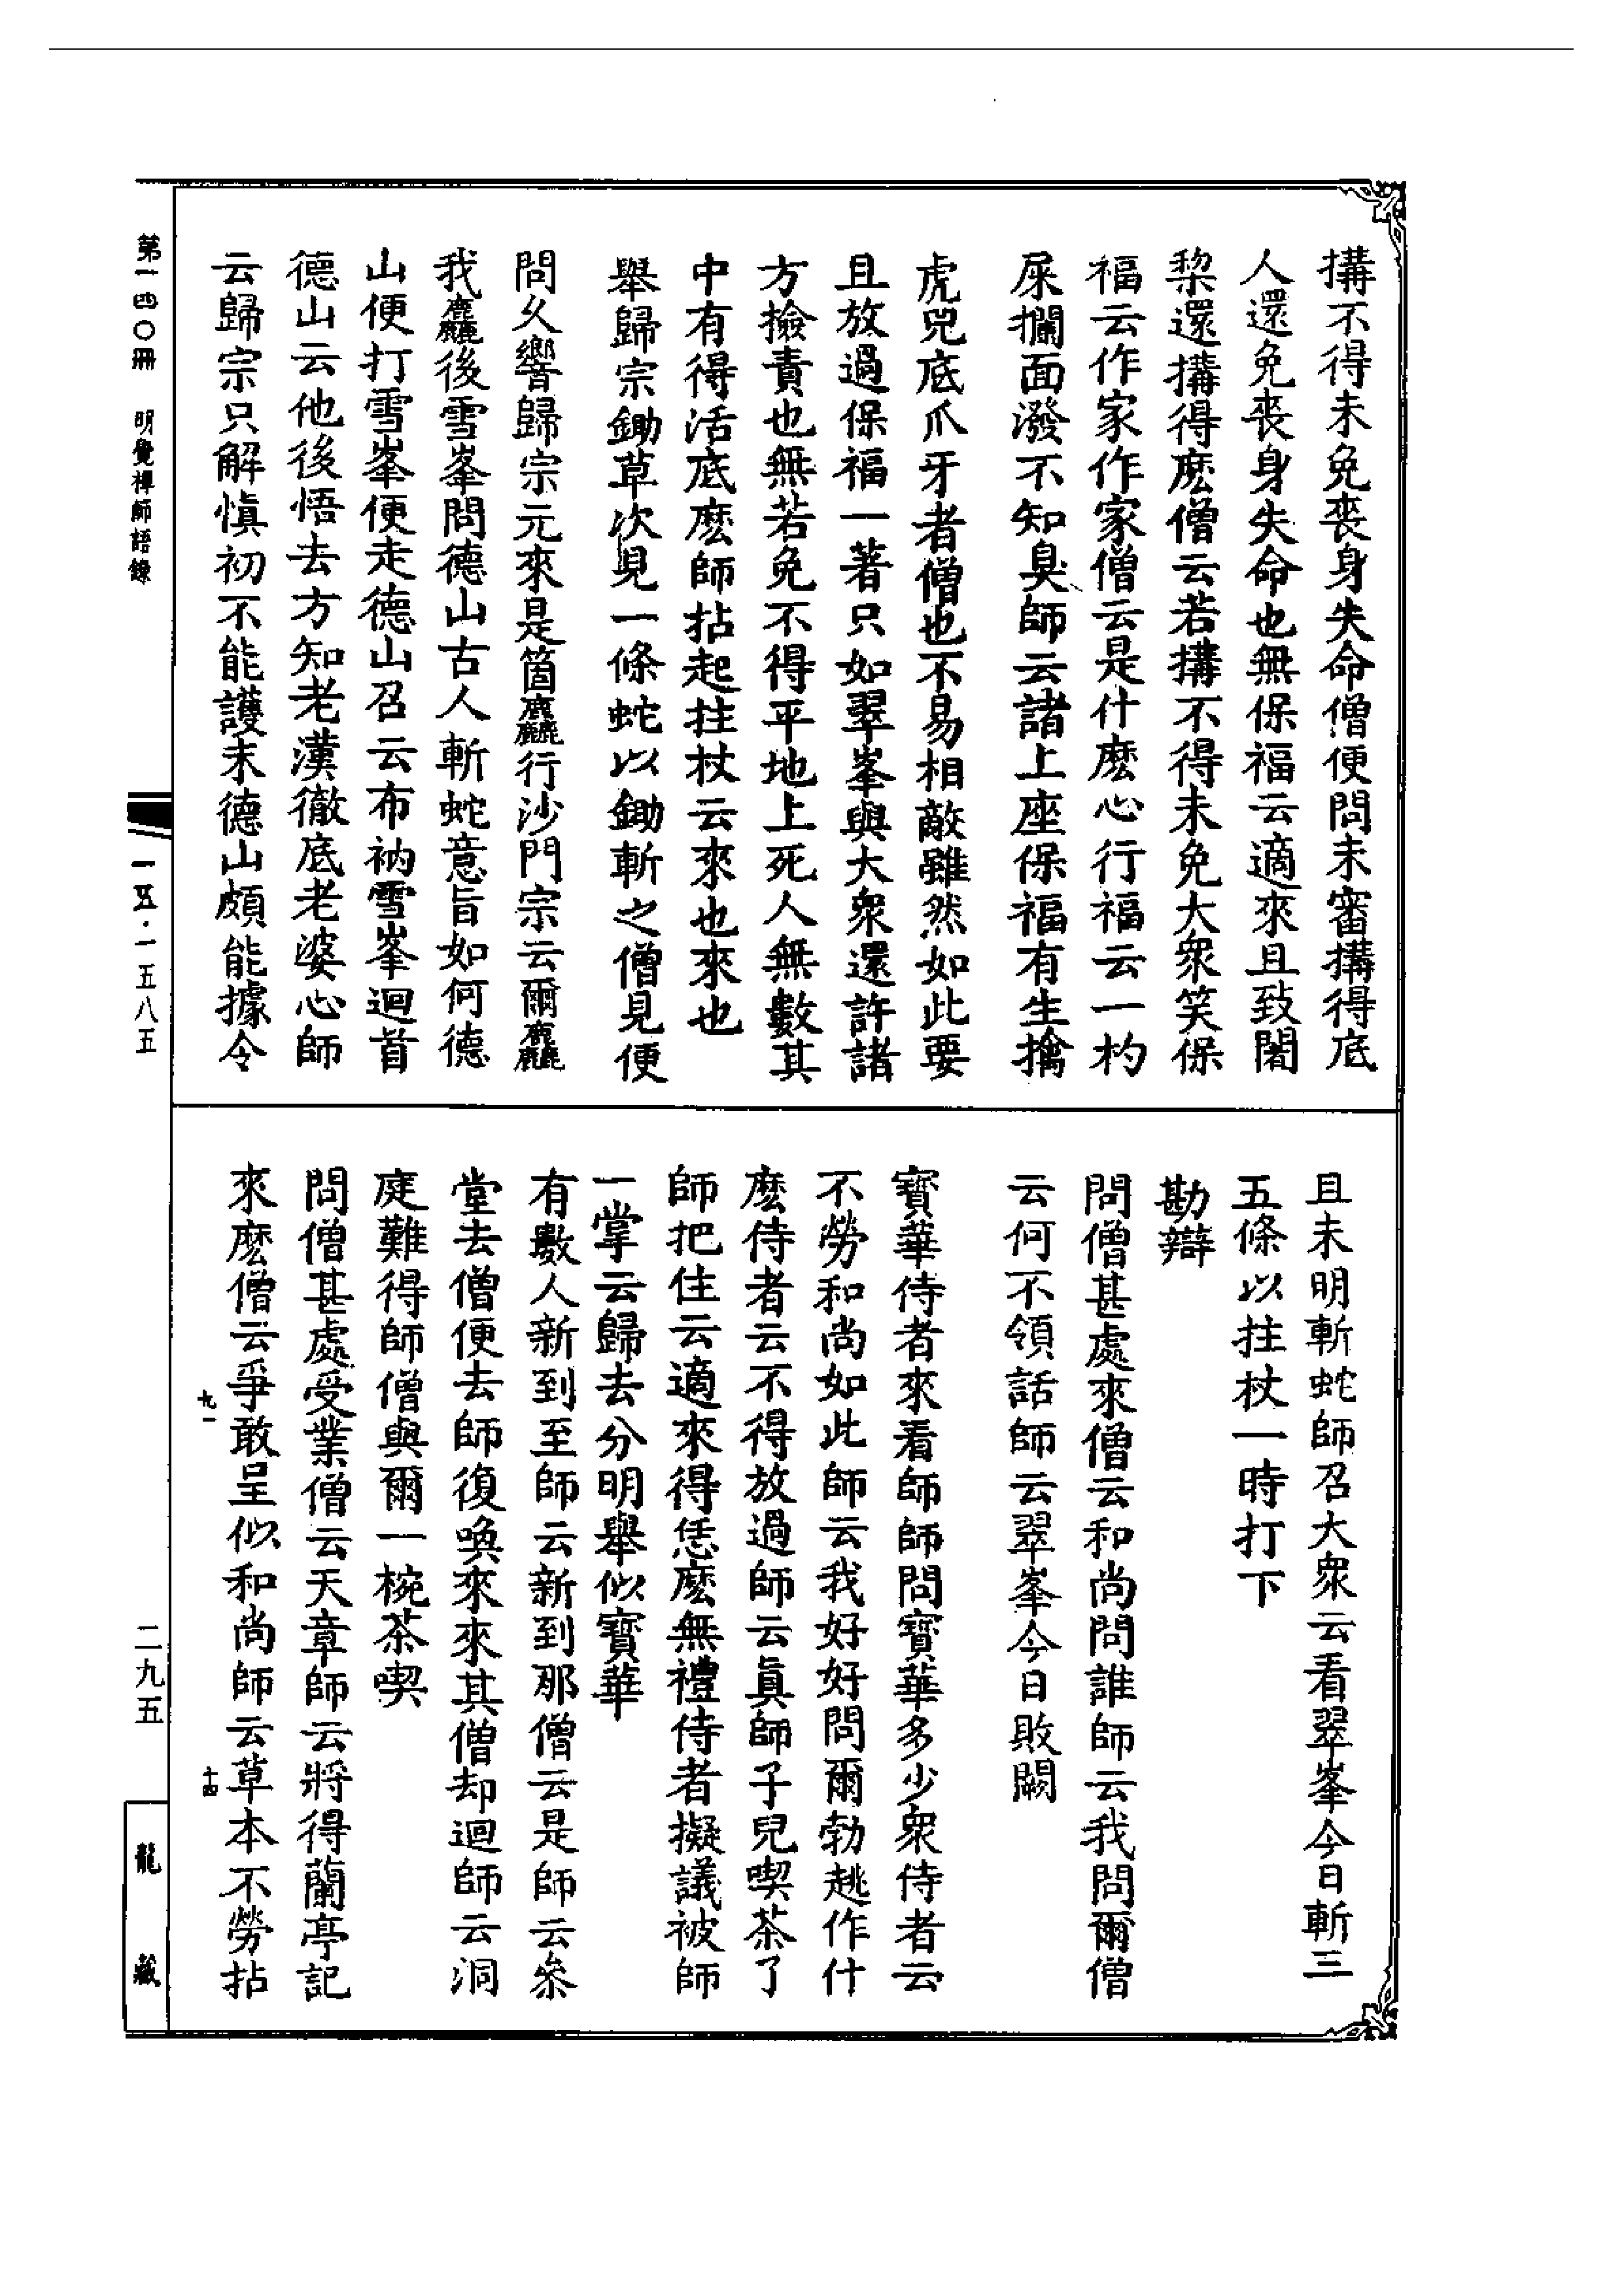 搆不得未免喪身失命僧便問未審搆得底
人還免喪身失命也無保福云適來且致闍
棃還搆得麽僧云若搆不得未免大衆笑保
福云作家作家僧云是什麽心行福云一杓
屎攔面潑不知臭師云諸上座保福有生擒
虎兕底爪牙者僧也不易相敵雖然如此要
且放過保福一著只如翠峯與大衆還許諸
方撿責也無若免不得平地上死人無數其
中有得活底麽師拈起拄杖云來也來也
舉歸宗鋤草次見一條蛇以鋤斬之僧見便
問久響歸宗元來是箇麤行沙門宗云爾麤
我麤後雪峯問德山古人斬蛇意旨如何德
山便打雪峯便走德山召云布衲雪峯迴首
德山云他後悟去方知老漢徹底老婆心師
云歸宗只解愼初不能護末德山頗能據令
且未明斬蛇師召大衆云看翠峯今日斬三
五條以拄杖一時打下
勘辯
問僧甚處來僧云和尚問誰師云我問爾僧
云何不領話師云翠峯今日敗闕
寶華侍者來看師師問寶華多少衆侍者云
不勞和尚如此師云我好好問爾勃趒作什
麽侍者云不得放過師云眞師子兒喫茶了
師把住云適來得恁麽無禮侍者擬議被師
一掌云歸去分明舉似寶華
有數人新到至師云新到那僧云是師云叅
堂去僧便去師復喚來來其僧却迴師云洞
庭難得師僧與爾一椀茶喫
問僧甚處受業僧云天章師云將得蘭亭記
來麽僧云爭敢呈似和尚師云草本不勞拈
九一
十四
第一四〇冊 明覺禪師語錄
一五·一五八五
二九五
龍藏